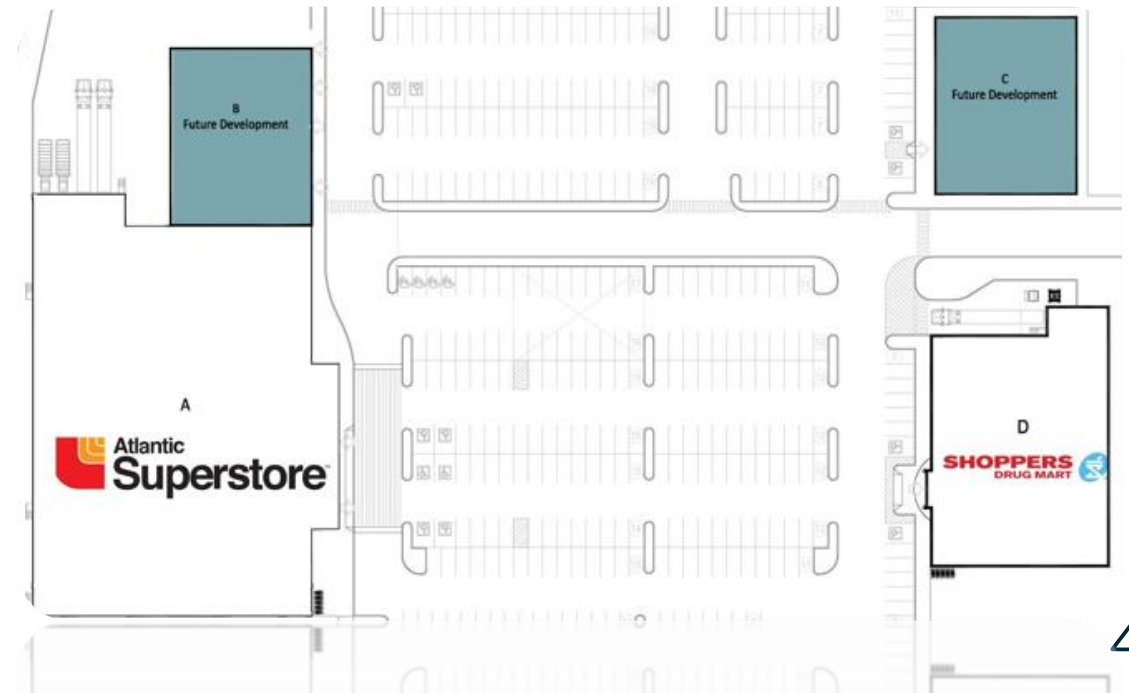 B
Future Development
C
Future Development
A
Atlantic
Superstore
D
SHOPPERS
DRUG MART